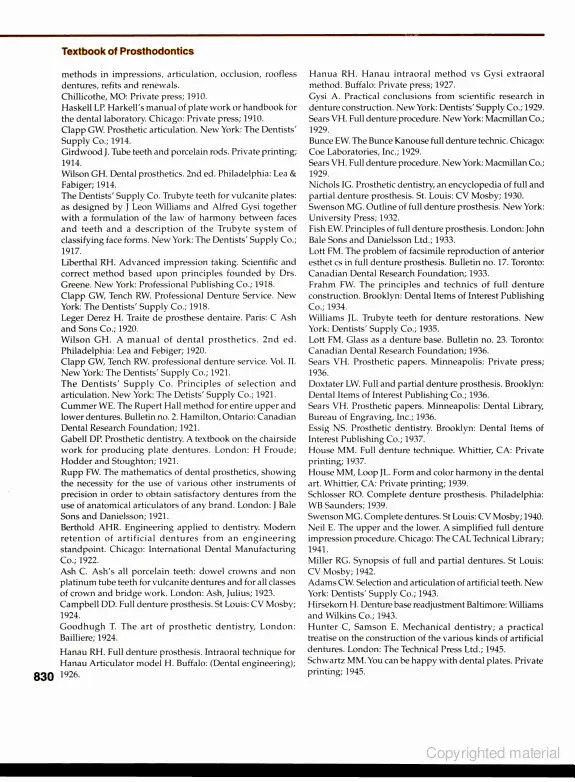 Textbook of Prosthodontics
methods in impressions, articulation, occlusion, roofless
dentures, refits and renewals.
Chillicothe, MO: Private press; 1910.
Haskell LP. Harkell's manual of plate work or handbook for
the dental laboratory. Chicago: Private press; 1910.
Clapp GW. Prosthetic articulation. New York: The Dentists'
Supply Co.; 1914.
Girdwood J. Tube teeth and porcelain rods. Private printing;
1914.
Wilson GH. Dental prosthetics. 2nd ed. Philadelphia: Lea &
Fabiger; 1914.
The Dentists' Supply Co. Trubyte teeth for vulcanite plates:
as designed by J Leon Williams and Alfred Gysi together
with a formulation of the law of harmony between faces
and teeth and a description of the Trubyte system of
classifying face forms. New York: The Dentists' Supply Co.;
1917.
Liberthal RH. Advanced impression taking. Scientific and
correct method based upon principles founded by Drs.
Greene. New York: Professional Publishing Co.; 1918.
Clapp GW, Tench RW. Professional Denture Service. New
York: The Dentists' Supply Co.; 1918.
Leger Derez H. Traite de prosthese dentaire. Paris: C Ash
and Sons Co.; 1920.
Wilson GH. A manual of dental prosthetics. 2nd ed.
Philadelphia: Lea and Febiger; 1920.
Clapp GW, Tench RW. professional denture service. Vol. II.
New York: The Dentists' Supply Co.; 1921.
The Dentists' Supply Co. Principles of selection and
articulation. New York: The Detists' Supply Co.; 1921.
Cummer WE. The Rupert Hall method for entire upper and
lower dentures. Bulletin no. 2. Hamilton, Ontario: Canadian
Dental Research Foundation; 1921.
Gabell DP. Prosthetic dentistry. A textbook on the chairside
work for producing plate dentures. London: H Froude;
Hodder and Stoughton; 1921.
Rupp FW. The mathematics of dental prosthetics, showing
the necessity for the use of various other instruments of
precision in order to obtain satisfactory dentures from the
use of anatomical articulators of any brand. London: J Bale
Sons and Danielsson; 1921.
Berthold AHR. Engineering applied to dentistry. Modern
retention of artificial dentures from an engineering
standpoint. Chicago: International Dental Manufacturing
Co.; 1922.
Ash C. Ash's all porcelain teeth: dowel crowns and non
platinum tube teeth for vulcanite dentures and for all classes
of crown and bridge work. London: Ash, Julius; 1923.
Campbell DD. Full denture prosthesis. St Louis: CV Mosby;
1924.
Goodhugh T. The art of prosthetic dentistry, London:
Bailliere; 1924.
Hanau RH. Full denture prosthesis. Intraoral technique for
Hanau Articulator model H. Buffalo: (Dental engineering);
1926.
830
Hanua RH. Hanau intraoral method vs Gysi extraoral
method. Buffalo: Private press; 1927.
Gysi A. Practical conclusions from scientific research in
denture construction. New York: Dentists' Supply Co.; 1929.
Sears VH. Full denture procedure. New York: Macmillan Co.;
1929.
Bunce EW. The Bunce Kanouse full denture technic. Chicago:
Coe Laboratories, Inc.; 1929.
Sears VH. Full denture procedure. New York: Macmillan Co.;
1929.
Nichols IG. Prosthetic dentistry, an encyclopedia of full and
partial denture prosthesis. St. Louis: CV Mosby; 1930.
Swenson MG. Outline of full denture prosthesis. New York:
University Press; 1932.
Fish EW. Principles of full denture prosthesis. London: John
Bale Sons and Danielsson Ltd.; 1933.
Lott FM. The problem of facsimile reproduction of anterior
esthet cs in full denture prosthesis. Bulletin no. 17. Toronto:
Canadian Dental Research Foundation; 1933.
Frahm FW. The principles and technics of full denture
construction. Brooklyn: Dental Items of Interest Publishing
Co.; 1934.
Williams JL. Trubyte teeth for denture restorations. New
York: Dentists' Supply Co.; 1935.
Lott FM. Glass as a denture base. Bulletin no. 23. Toronto:
Canadian Dental Research Foundation; 1936.
Sears VH. Prosthetic papers. Minneapolis: Private press;
1936.
Doxtater LW. Full and partial denture prosthesis. Brooklyn:
Dental Items of Interest Publishing Co.; 1936.
Sears VH. Prosthetic papers. Minneapolis: Dental Library,
Bureau of Engraving, Inc.; 1936.
Essig NS. Prosthetic dentistry. Brooklyn: Dental Items of
Interest Publishing Co.; 1937.
House MM. Full denture technique. Whittier, CA: Private
printing; 1937.
House MM, Loop JL. Form and color harmony in the dental
art. Whittier, CA: Private printing; 1939.
Schlosser RO. Complete denture prosthesis. Philadelphia:
WB Saunders; 1939.
Swenson MG. Complete dentures. St Louis: CV Mosby; 1940.
Neil E. The upper and the lower. A simplified full denture
impression procedure. Chicago: The CAL Technical Library;
1941.
Miller RG. Synopsis of full and partial dentures. St Louis:
CV Mosby; 1942.
Adams CW. Selection and articulation of artificial teeth. New
York: Dentists' Supply Co.; 1943.
Hirsekorn H. Denture base readjustment Baltimore: Williams
and Wilkins Co.; 1943.
Hunter C, Samson E. Mechanical dentistry; a practical
treatise on the construction of the various kinds of artificial
dentures. London: The Technical Press Ltd.; 1945.
Schwartz MM. You can be happy with dental plates. Private
printing; 1945.
Copyrighted material